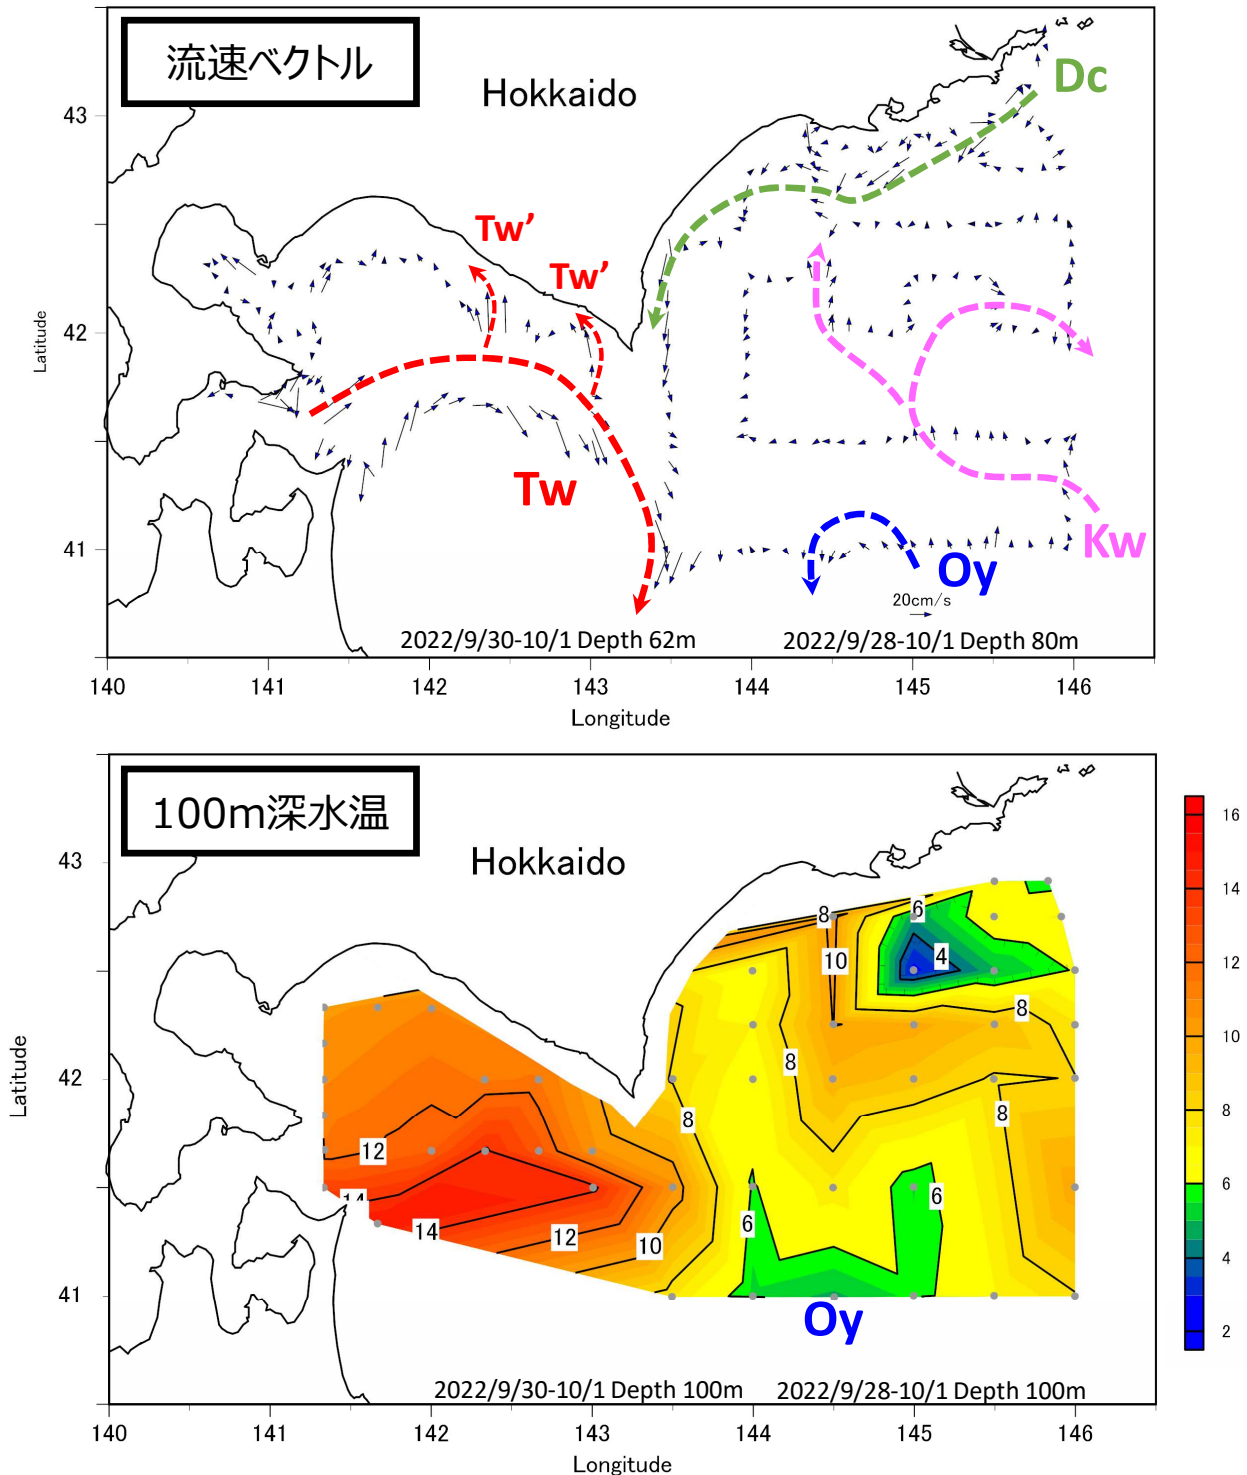 流速ベクトル
Hokkaido
Dc
43
Tw'
Tw'
42
Latitude
Tw
Kw
41
Oy
20cm/s
2022/9/30-10/1 Depth 62m
2022/9/28-10/1 Depth 80m
140
141
142
143
144
145
146
Longitude
100m深水温
Hokkaido
16
43
8
6
14
10
4
12
8
10
Latitude
42
8
8
8
12
14
6
6
14
12
10
6
4
41
Oy
2
2022/9/30-10/1 Depth 100m
2022/9/28-10/1 Depth 100m
140
141
142
143
144
145
146
Longitude